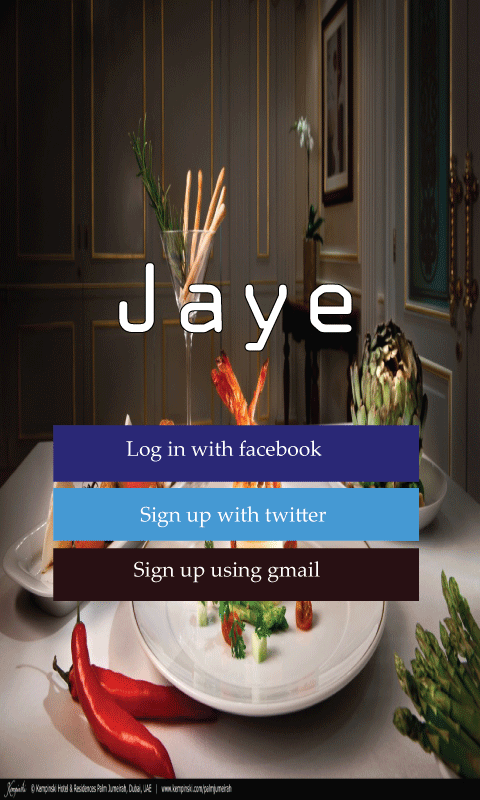 Jaye
Log in with facebook
Sign up with twitter
Sign up using gmail
Kempinski © Kempinski Hotel & Residences Palm Jumeirah, Dubai, UAE | www.kempinski.com/palmjumeirah